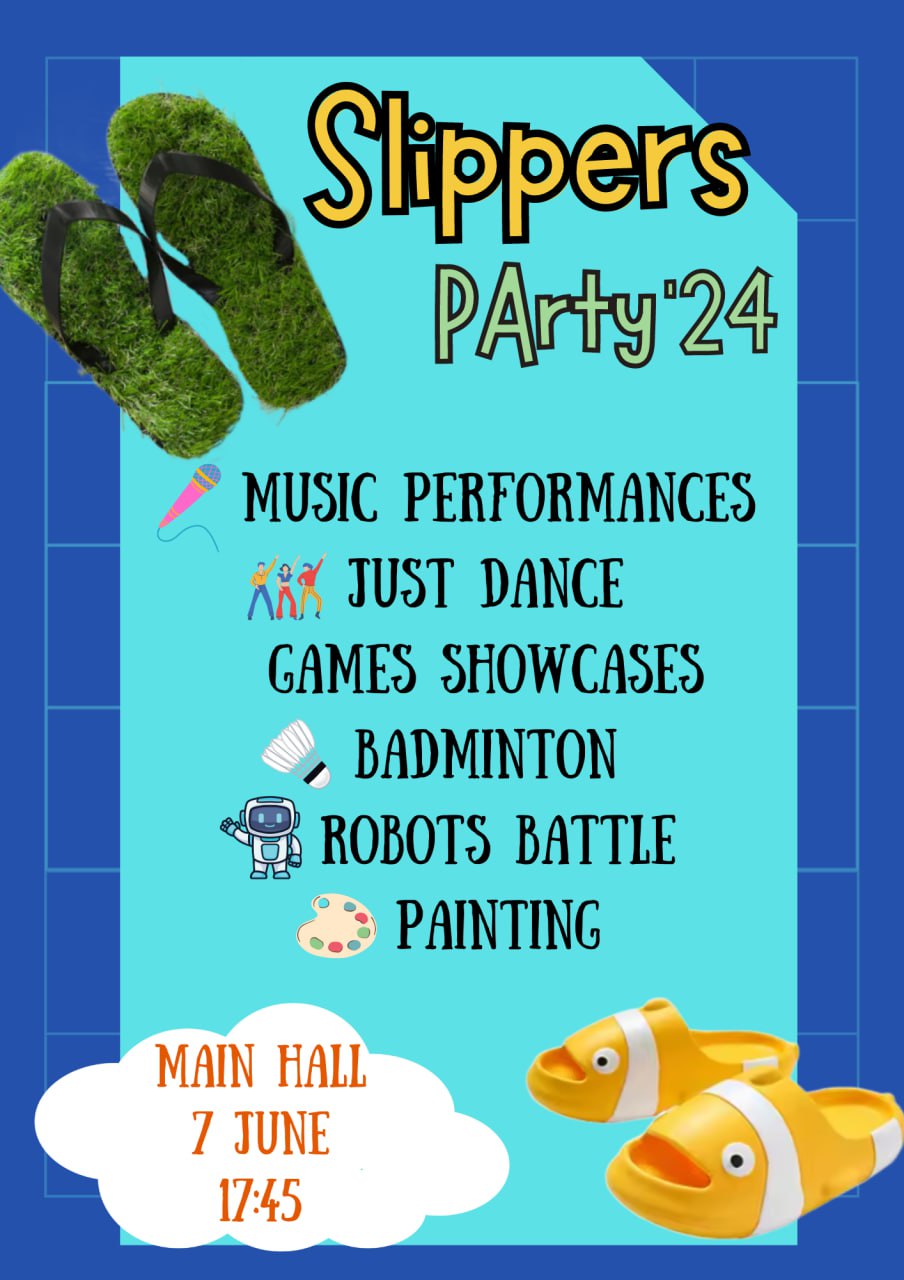 Slippers
PArty'24
MUSIC PERFORMANCES
JUST DANCE
GAMES SHOWCASES
BADMINTON
ROBOTS BATTLE
PAINTING
MAIN HALL
7 JUNE
17:45